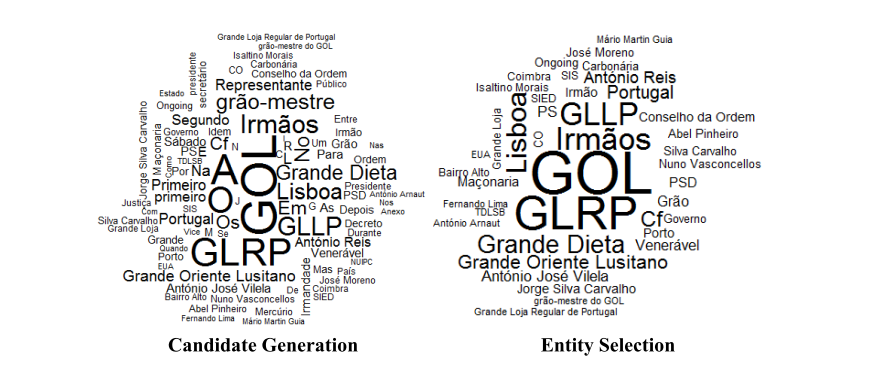 Grande Loja Regular de Portugal
grão-mestre do GOL
Isaltino Morais
Carbonária
CO Conselho da Ordem
Estado presidente secretário Representante Público
Ongoing grão-mestre
Segundo Irmãos Entre
Jorge Silva Carvalho Maçonaria Governo Idem Irmão
Sábado Cf N I R Um Grão Nas
PS E C L NO Para Ordem
Como TDLSB Por Na A GOL Grande Dieta
Primeiro Lisboa Presidente
primeiro O J PSD António Arnaut
Justiça SIS Em G As Depois Nos
Com Portugal Os GLLP Anexo
Silva Carvalho Decreto
Grande Loja Vice M Se Durante
Grande GLRP António Reis
Quando Venerável
Porto NUIPC
EUA Irmandade Mas País
Grande Oriente Lusitano José Moreno
António José Vilela De Coimbra
Bairro Alto Nuno Vasconcellos SIED
Abel Pinheiro Mercúrio
Fernando Lima Mário Martin Guia
Candidate Generation
Mário Martin Guia
José Moreno
Ongoing Carbonária
Coimbra SIS António Reis
Isaltino Morais Irmão Portugal
Lisboa SIED
PS GLLP Conselho da Ordem
Grande Loja CO Irmãos Abel Pinheiro
EUA Silva Carvalho
Nuno Vasconcellos
Bairro Alto GOL
Maçonaria PSD
Fernando Lima GLRP Grão
TDLSB Cf Governo
António Arnaut Porto
Grande Dieta Venerável
Grande Oriente Lusitano
António José Vilela
Jorge Silva Carvalho
grão-mestre do GOL
Grande Loja Regular de Portugal
Entity Selection